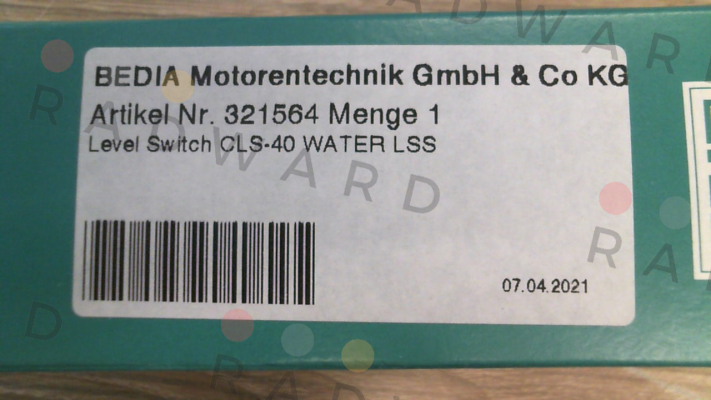 BEDIA Motorentechnik GmbH & Co KG
Artikel Nr. 321564 Menge 1
Level Switch CLS-40 WATER LSS
07.04.2021
RADWARD